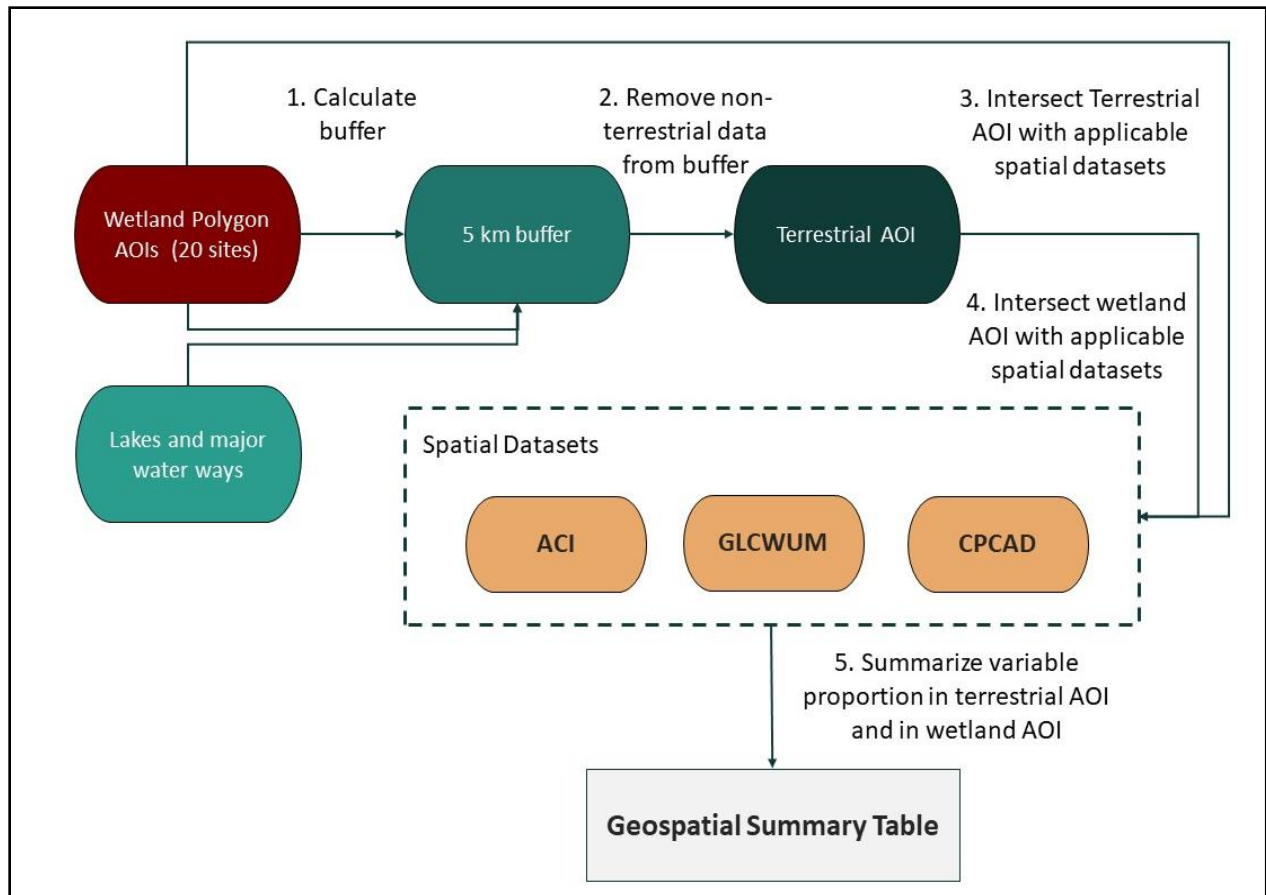 1. Calculate
buffer
2. Remove non-
terrestrial data
from buffer
3. Intersect Terrestrial
AOI with applicable
spatial datasets
Wetland Polygon
AOIs (20 sites)
5 km buffer
Terrestrial AOI
4. Intersect wetland
AOI with applicable
spatial datasets
Lakes and major
water ways
Spatial Datasets
ACI
GLCWUM
CPCAD
5. Summarize variable
proportion in terrestrial AOI
and in wetland AOI
Geospatial Summary Table